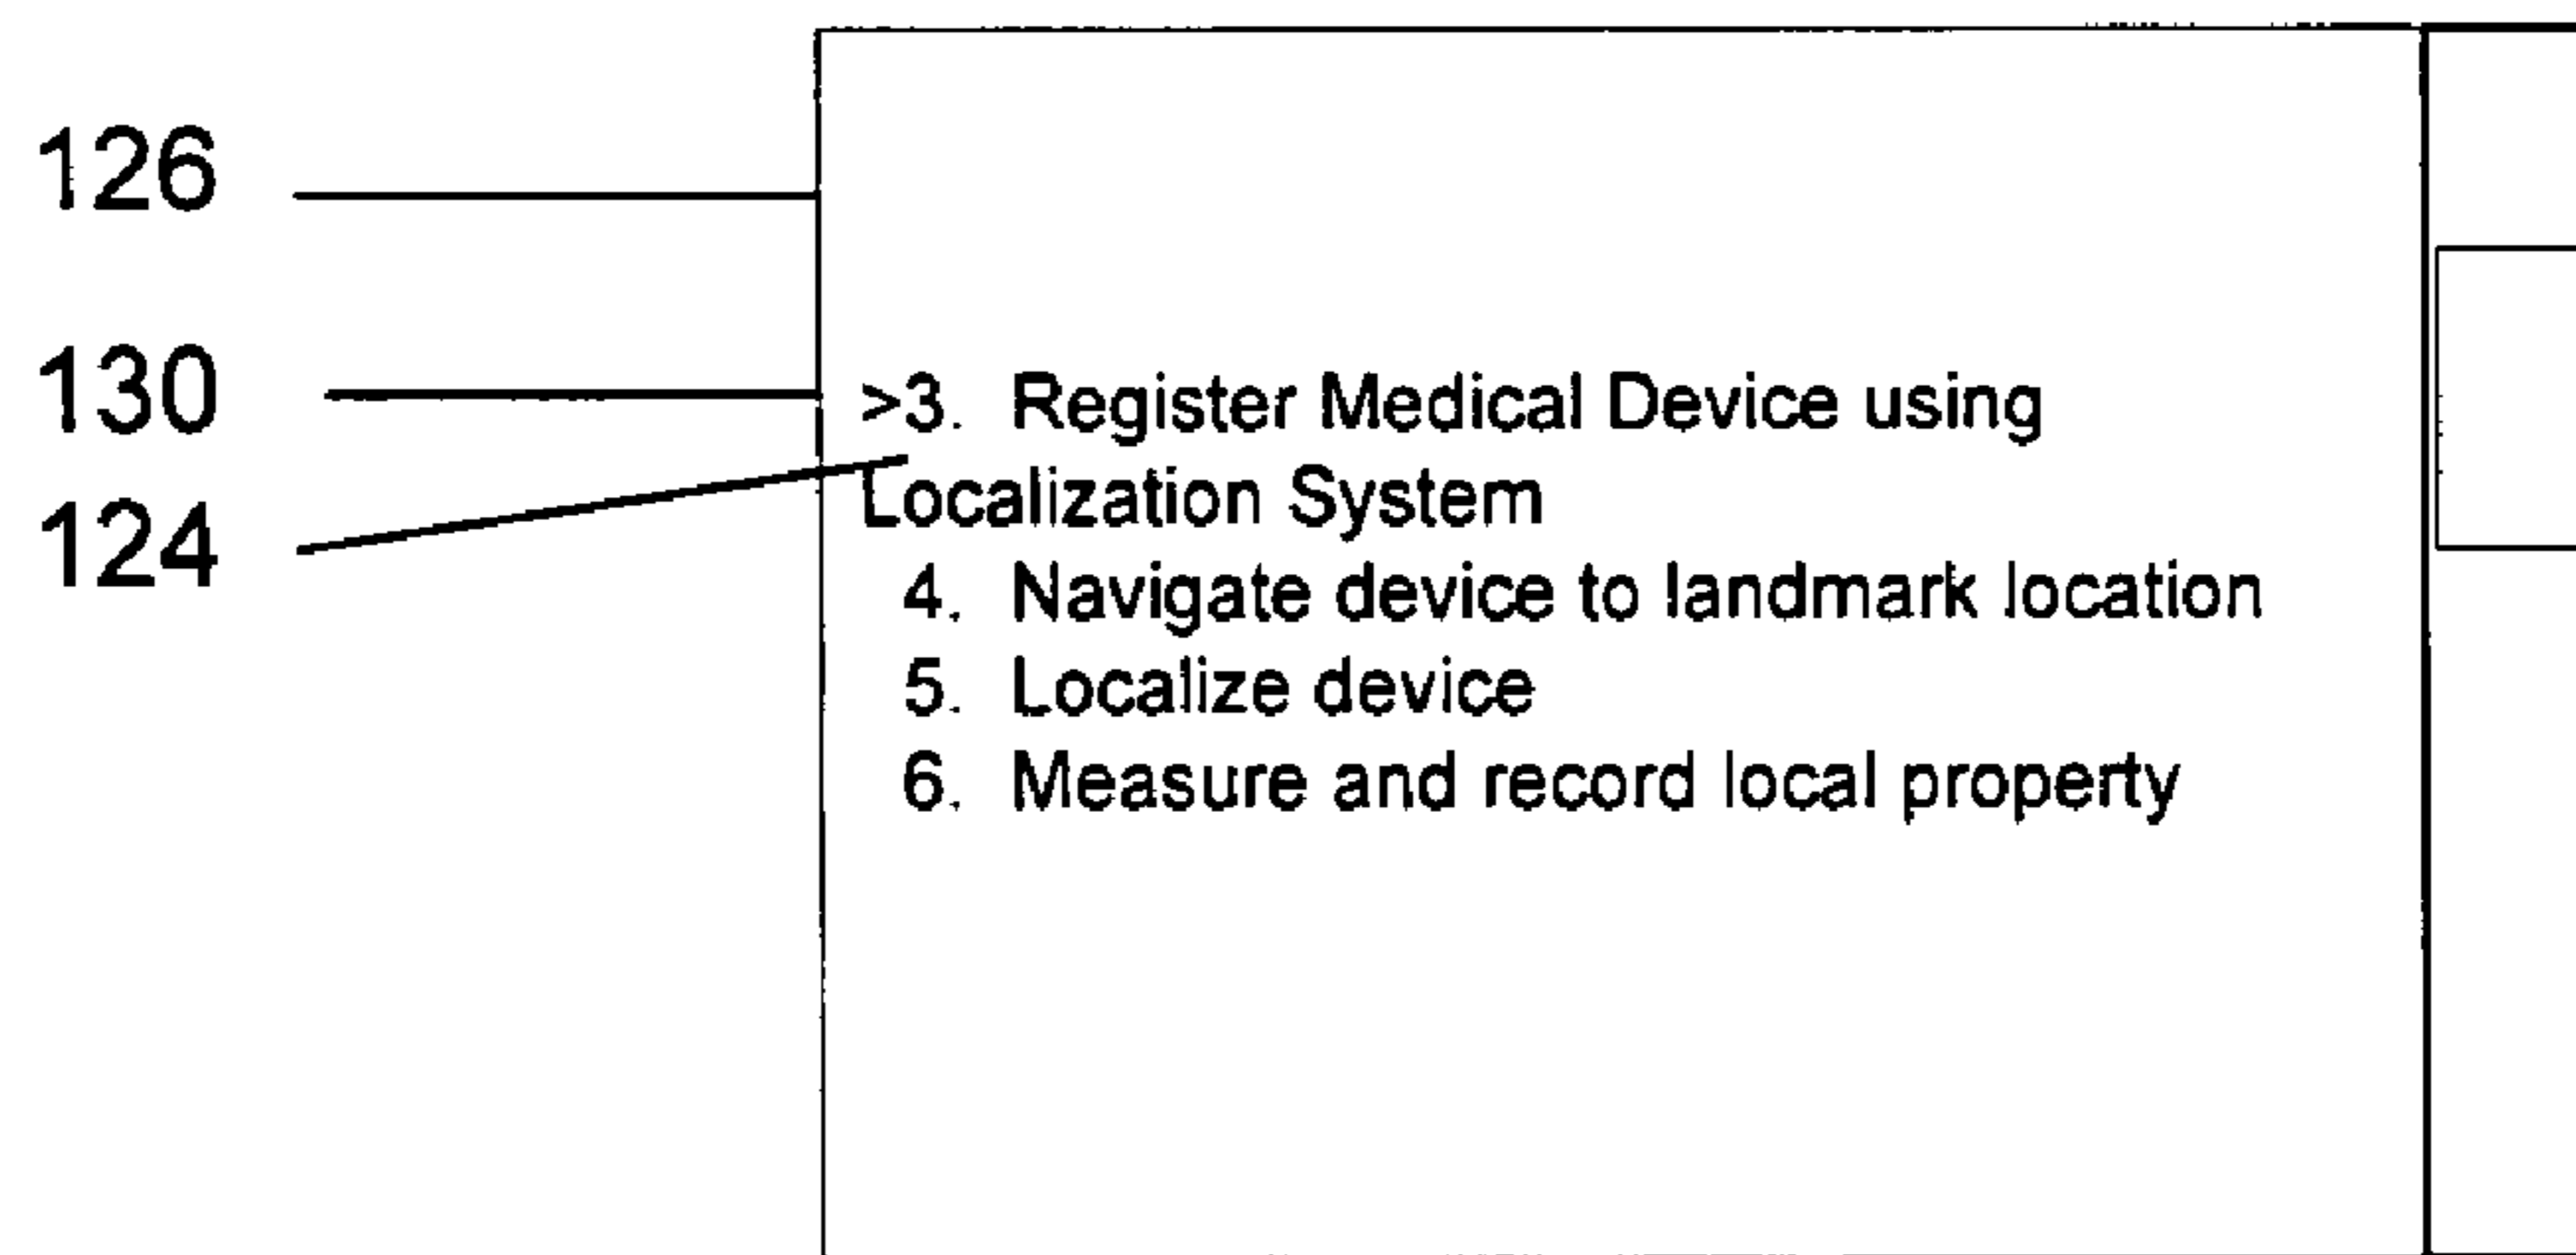 126
130
124
>3. Register Medical Device using
Localization System
4. Navigate device to landmark location
5. Localize device
6. Measure and record local property